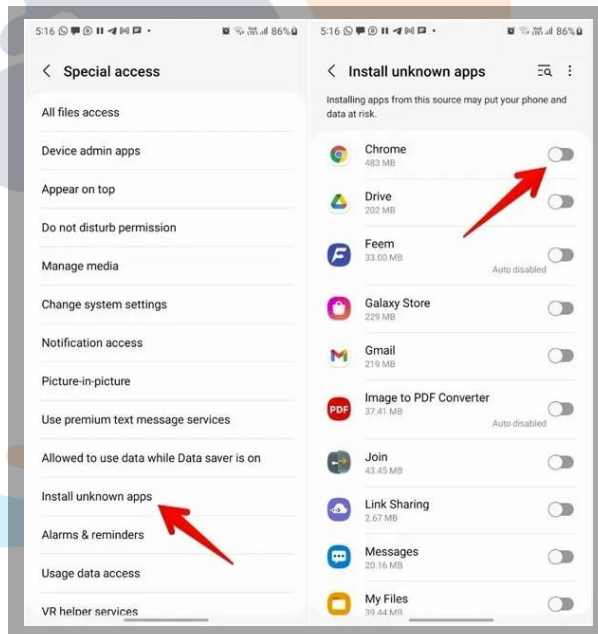 5:16
86%
Special access
All files access
Device admin apps
Appear on top
Do not disturb permission
Manage media
Change system settings
Notification access
Picture-in-picture
Use premium text message services
Allowed to use data while Data saver is on
Install unknown apps
Alarms & reminders
Usage data access
VR helper services
5:16
86%
Install unknown apps
Installing apps from this source may put your phone and
data at risk.
Chrome
483 MB
Drive
202 MB
Feem
33.00 MB
Auto disabled
Galaxy Store
229 MB
Gmail
219 MB
PDF
Image to PDF Converter
37.41 MB
Auto disabled
Join
43.45 MB
Link Sharing
2.67 MB
Messages
20.16 MB
My Files
39.44 MB